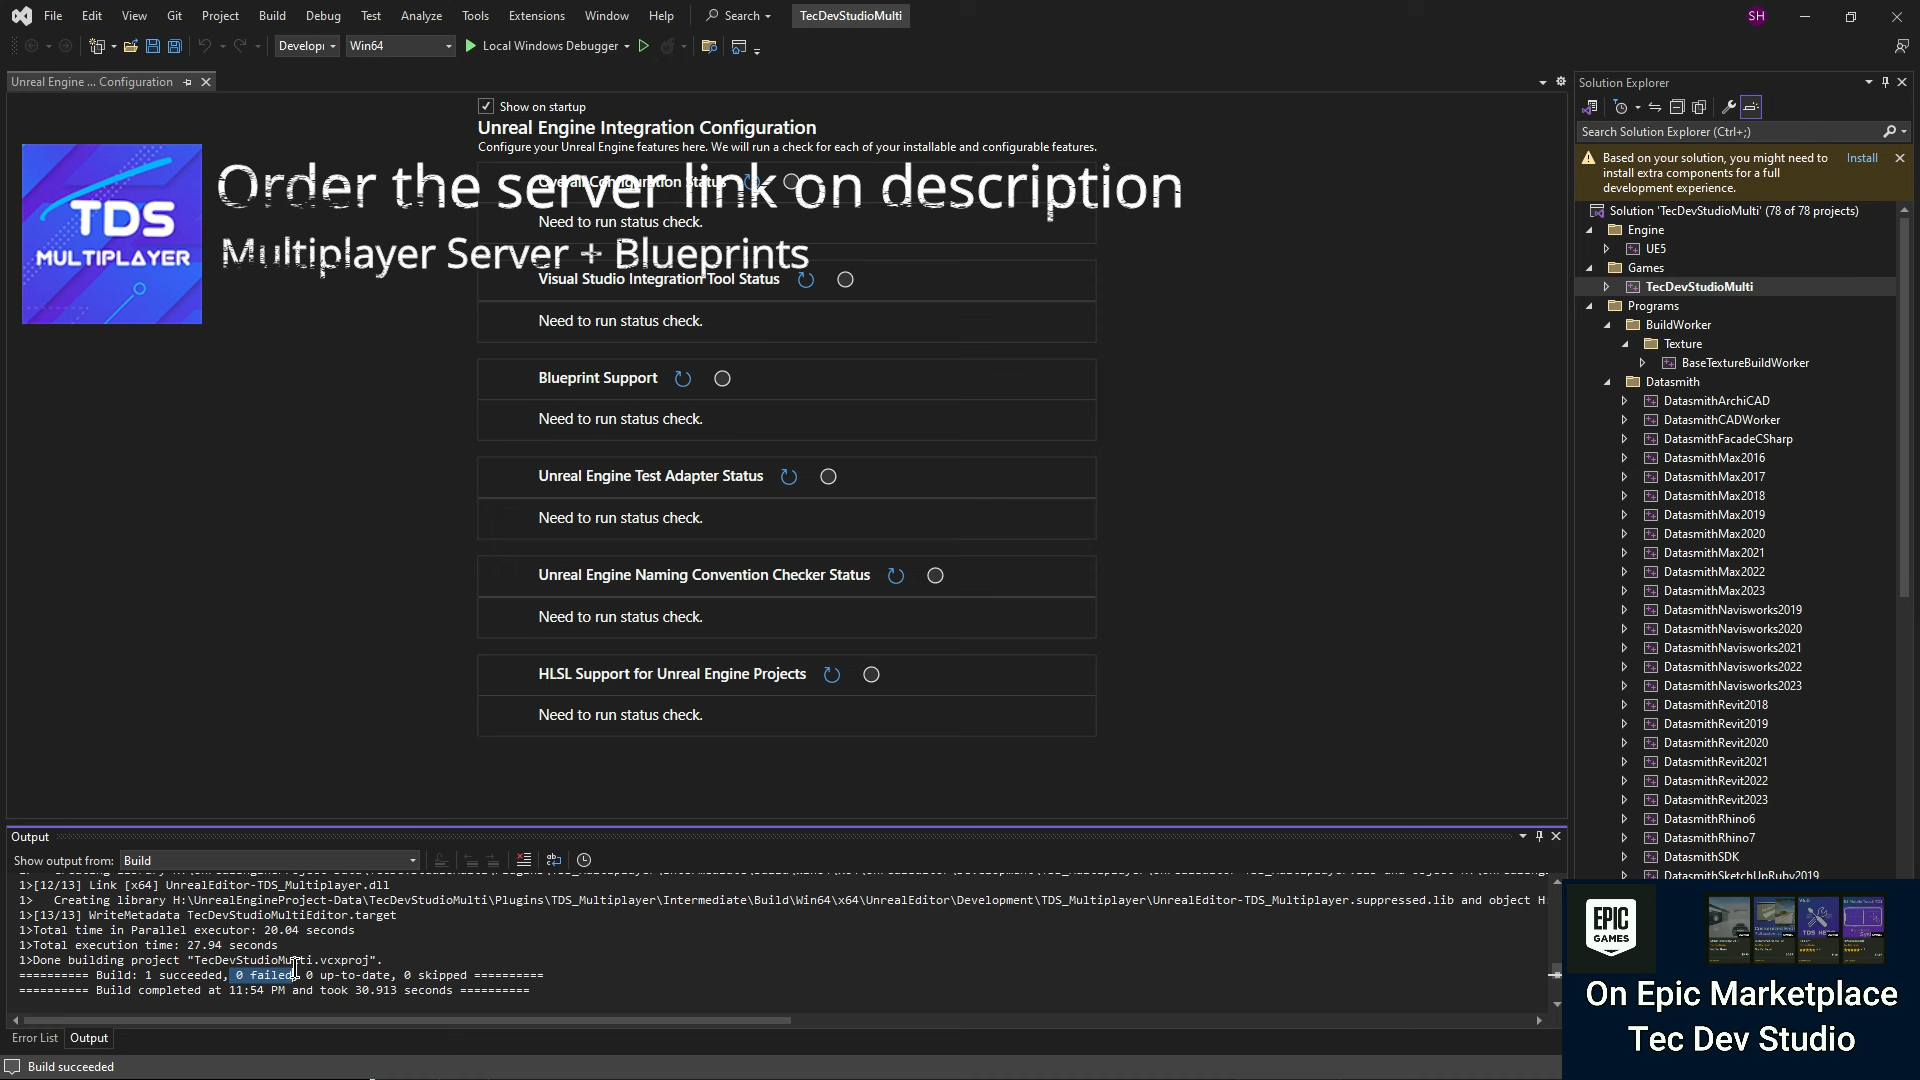 File Edit View Git Project Build Debug Test Analyze Tools Extensions Window Help Search TecDevStudioMulti SH
Develop Win64 Local Windows Debugger
Unreal Engine ... Configuration
Show on startup
Unreal Engine Integration Configuration
Configure your Unreal Engine features here. We will run a check for each of your installable and configurable features.
TDS
MULTIPLAYER
Order the server link on description
Multiplayer Server + Blueprints
Overall Configuration Status
Need to run status check.
Visual Studio Integration Tool Status
Need to run status check.
Blueprint Support
Need to run status check.
Unreal Engine Test Adapter Status
Need to run status check.
Unreal Engine Naming Convention Checker Status
Need to run status check.
HLSL Support for Unreal Engine Projects
Need to run status check.
Solution Explorer
Search Solution Explorer (Ctrl+;)
Based on your solution, you might need to Install
install extra components for a full
development experience.
Solution 'TecDevStudioMulti' (78 of 78 projects)
Engine
UE5
Games
TecDevStudioMulti
Programs
BuildWorker
Texture
BaseTextureBuildWorker
Datasmith
DatasmithArchiCAD
DatasmithCADWorker
DatasmithFacadeCSharp
DatasmithMax2016
DatasmithMax2017
DatasmithMax2018
DatasmithMax2019
DatasmithMax2020
DatasmithMax2021
DatasmithMax2022
DatasmithMax2023
DatasmithNavisworks2019
DatasmithNavisworks2020
DatasmithNavisworks2021
DatasmithNavisworks2022
DatasmithNavisworks2023
DatasmithRevit2018
DatasmithRevit2019
DatasmithRevit2020
DatasmithRevit2021
DatasmithRevit2022
DatasmithRevit2023
DatasmithRhino6
DatasmithRhino7
DatasmithSDK
DatasmithSketchUpRuby2019
Output
Show output from: Build
1>[12/13] Link [x64] UnrealEditor-TDS_Multiplayer.dll
1> Creating library H:\UnrealEngineProject-Data\TecDevStudioMulti\Plugins\TDS_Multiplayer\Intermediate\Build\Win64\x64\UnrealEditor\Development\TDS_Multiplayer\UnrealEditor-TDS_Multiplayer.suppressed.lib and object H:
1>[13/13] WriteMetadata TecDevStudioMultiEditor.target
1>Total time in Parallel executor: 20.04 seconds
1>Total execution time: 27.94 seconds
1>Done building project "TecDevStudioMulti.vcxproj".
========== Build: 1 succeeded, 0 failed, 0 up-to-date, 0 skipped ==========
========== Build completed at 11:54 PM and took 30.913 seconds ==========
Error List Output
Build succeeded
EPIC
GAMES
On Epic Marketplace
Tec Dev Studio